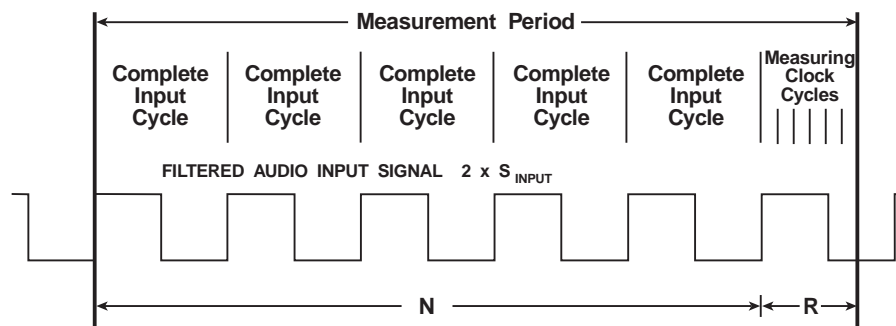 Measurement Period
Complete Input Cycle
Complete Input Cycle
Complete Input Cycle
Complete Input Cycle
Complete Input Cycle
Measuring Clock Cycles
FILTERED AUDIO INPUT SIGNAL 2 x S INPUT
N
R